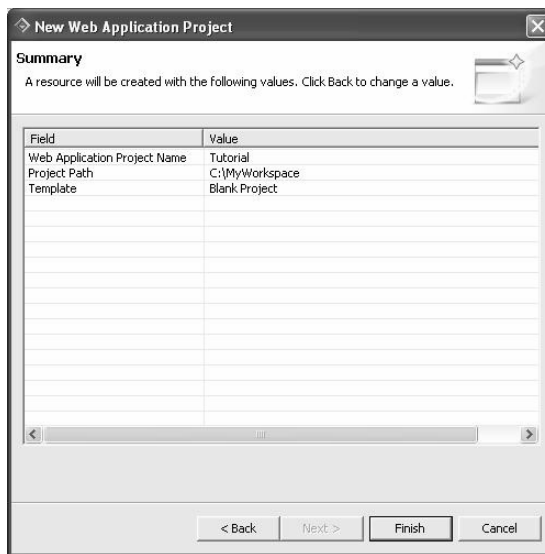 New Web Application Project
Summary
A resource will be created with the following values. Click Back to change a value.
Field Value
Web Application Project Name Tutorial
Project Path C:\MyWorkspace
Template Blank Project
< Back Next > Finish Cancel